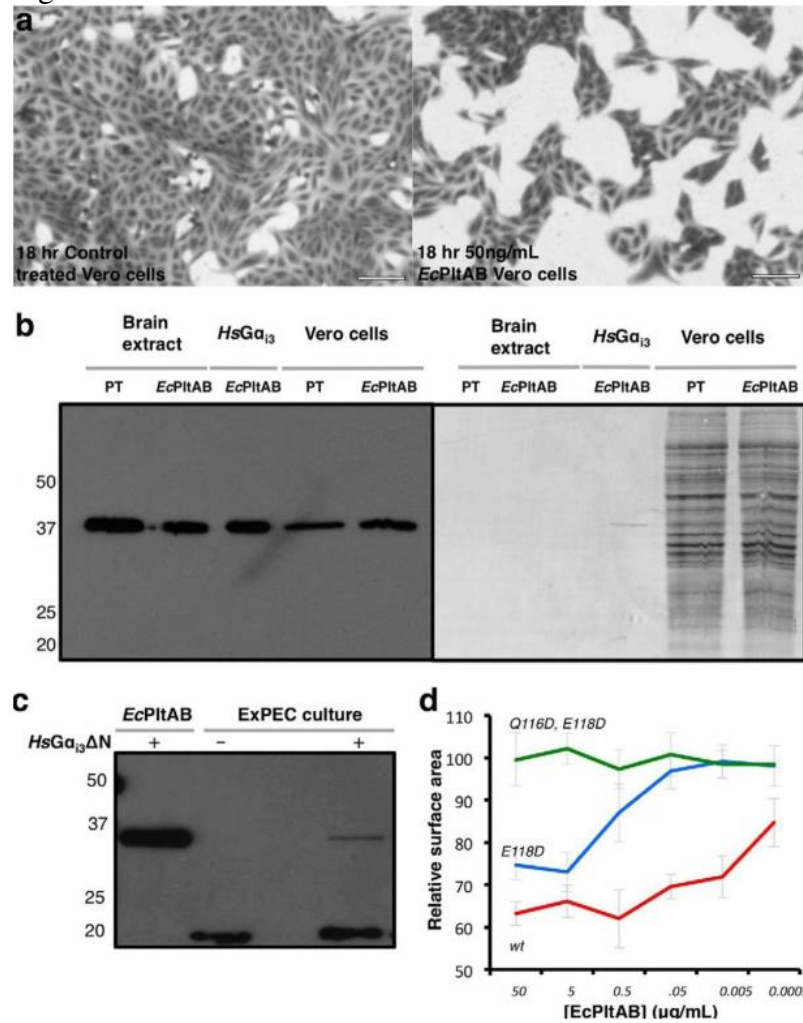 a
18 hr Control
treated Vero cells
18 hr 50ng/mL
EcPltAB Vero cells
b
Brain extract HsGαi3 Vero cells Brain extract HsGαi3 Vero cells
PT EcPltAB EcPltAB PT EcPltAB PT EcPltAB EcPltAB PT EcPltAB
50
37
25
20
c
EcPltAB ExPEC culture
HsGαi3ΔN + - +
50
37
25
20
d
Relative surface area
110
100
90
80
70
60
50
Q116D, E118D
E118D
wt
50 5 0.5 .05 0.005
[EcPltAB] (μg/mL)